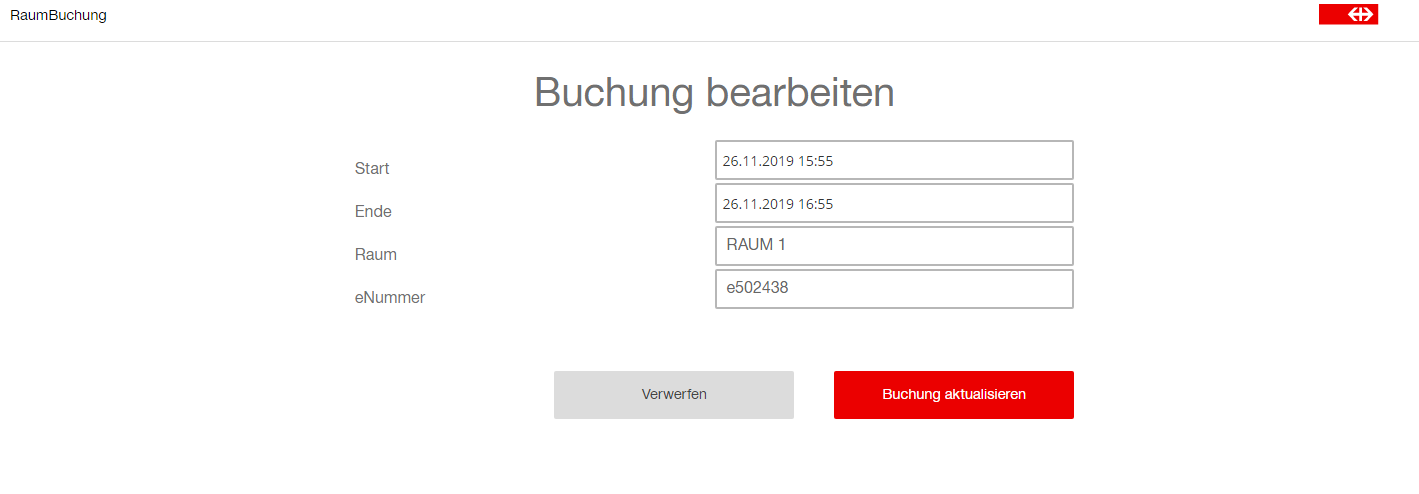 RaumBuchung
Buchung bearbeiten
Start 26.11.2019 15:55
Ende 26.11.2019 16:55
Raum RAUM 1
eNummer e502438
Verwerfen Buchung aktualisieren